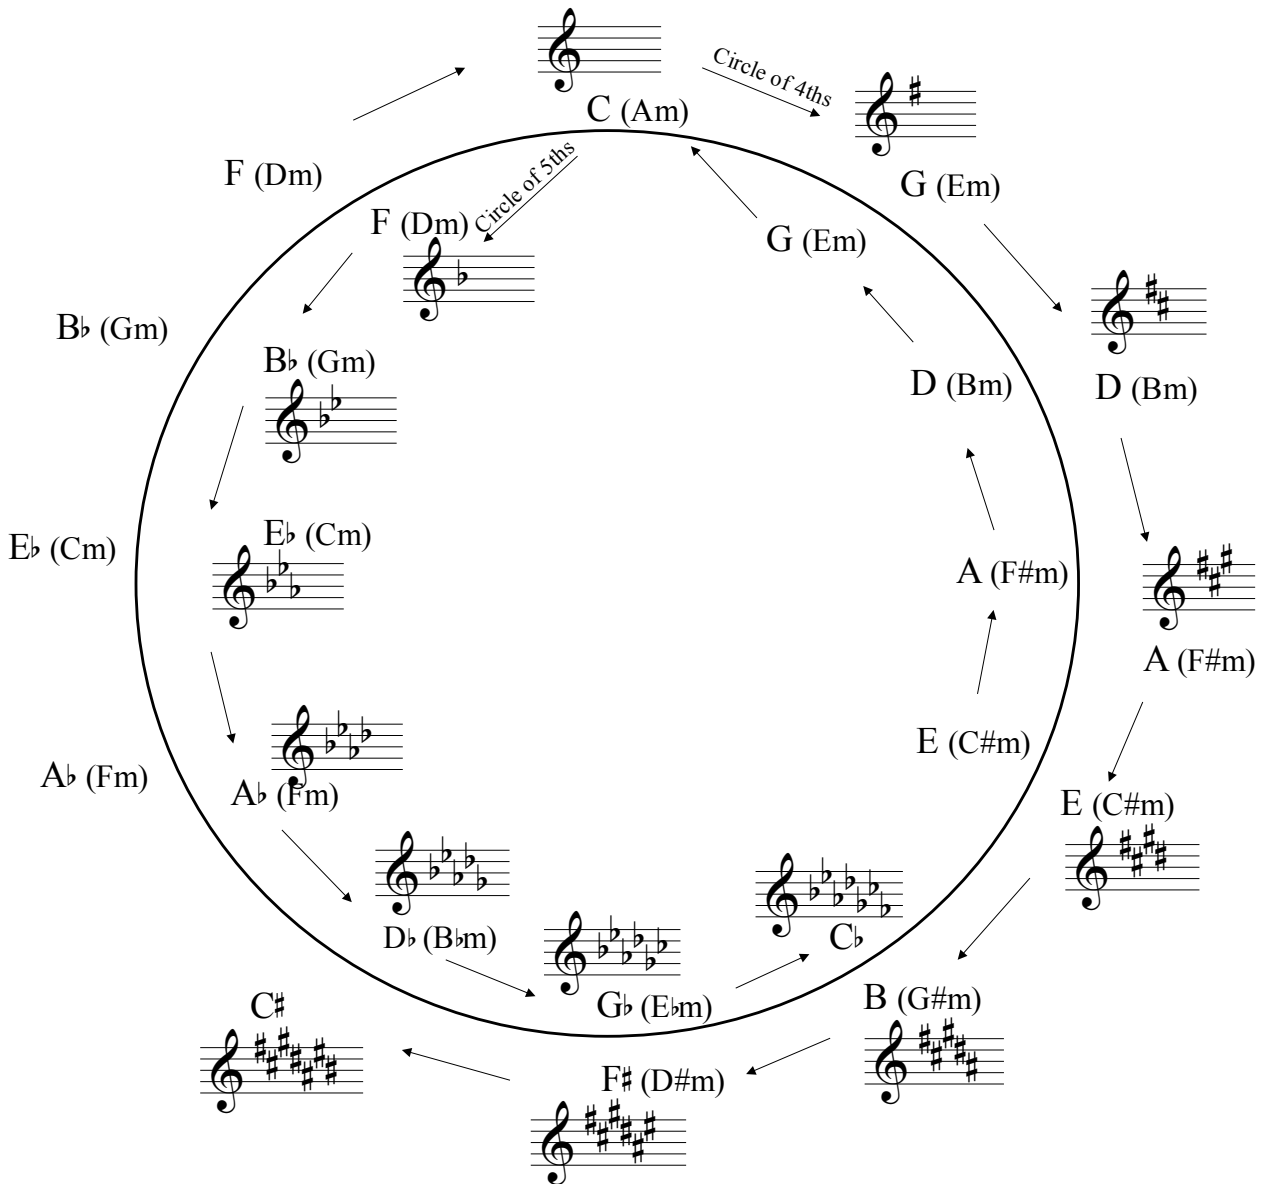 C (Am)
Circle of 4ths
G (Em)
D (Bm)
A (F#m)
E (C#m)
B (G#m)
F♯ (D#m)
C♯
A♭ (Fm)
E♭ (Cm)
B♭ (Gm)
F (Dm)
Circle of 5ths
F (Dm)
B♭ (Gm)
E♭ (Cm)
A♭ (Fm)
D♭ (B♭m)
G♭ (E♭m)
C♭
E (C#m)
A (F#m)
D (Bm)
G (Em)